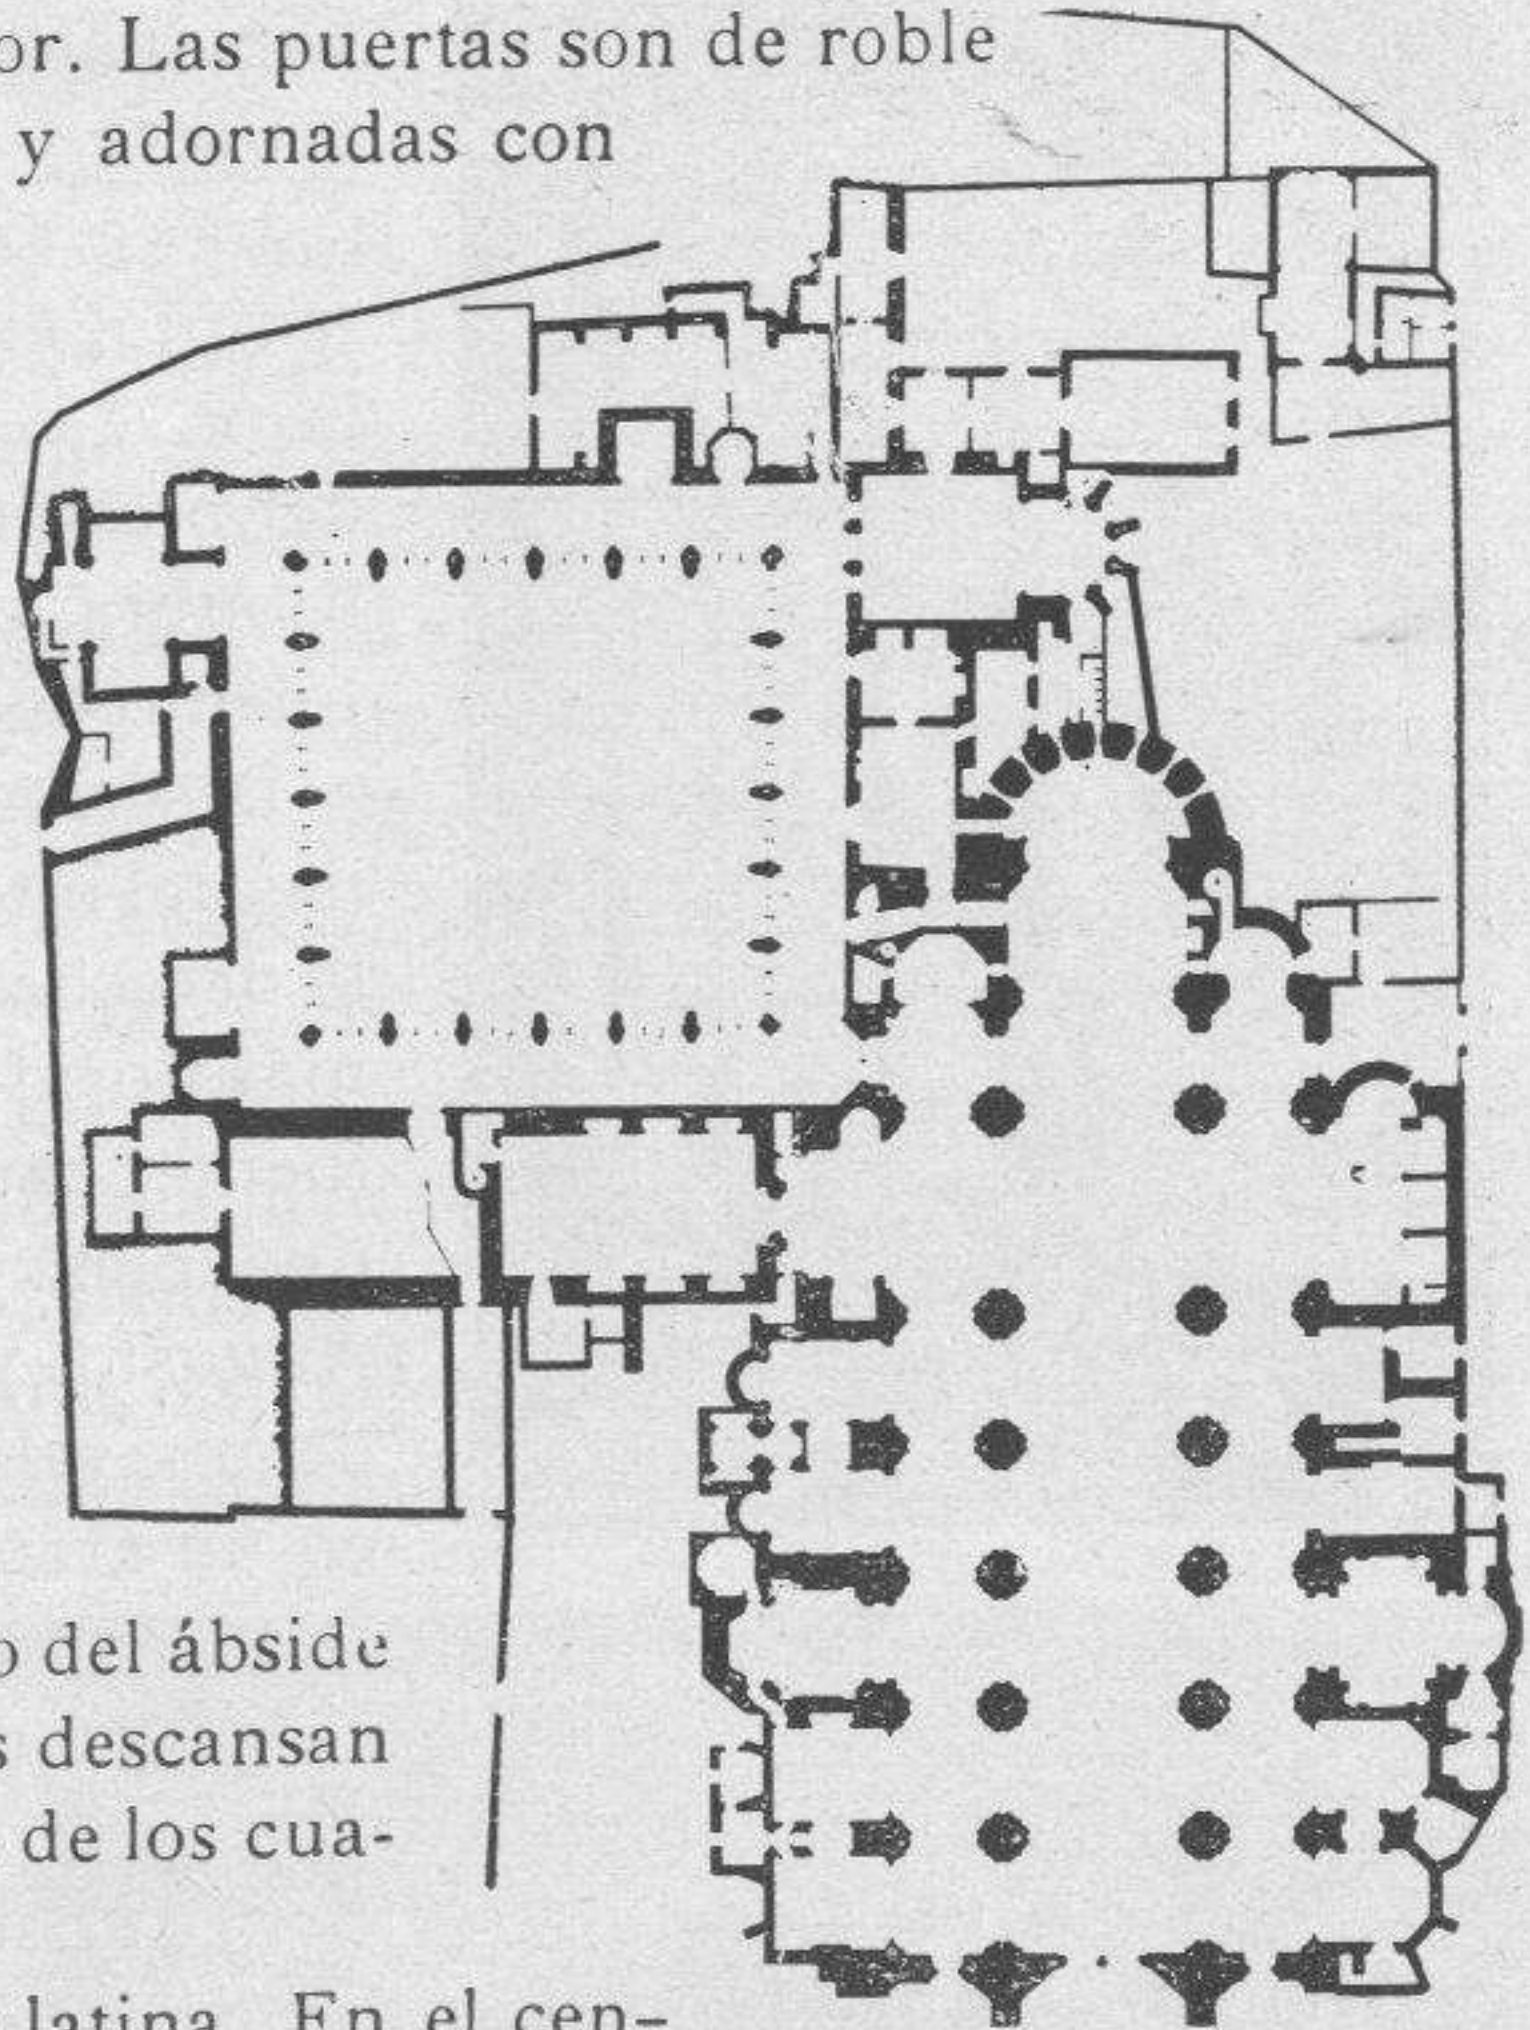 or. Las puertas son de roble
y adornadas con
o del ábside
s descansan
de los cua-
latina. En el cen-